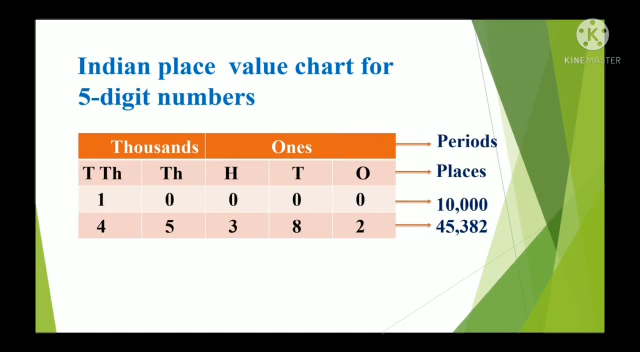 K
KINEMASTER
Indian place value chart for
5-digit numbers
Thousands Ones Periods
T Th Th H T O Places
1 0 0 0 0 10,000
4 5 3 8 2 45,382